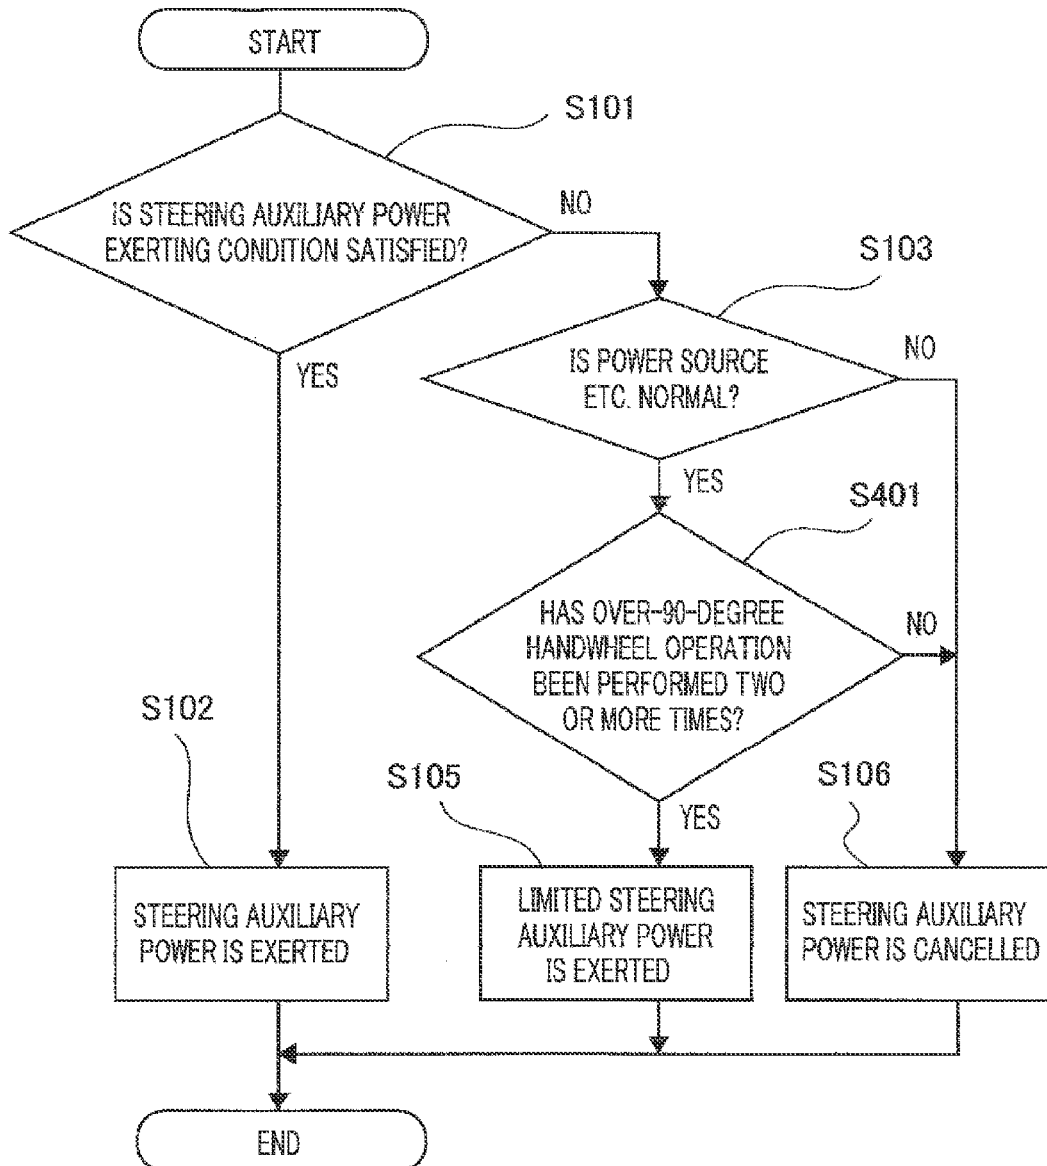 START
S101
IS STEERING AUXILIARY POWER
EXERTING CONDITION SATISFIED?
NO
YES
S103
IS POWER SOURCE
ETC. NORMAL?
NO
YES
S401
HAS OVER-90-DEGREE
HANDWHEEL OPERATION
BEEN PERFORMED TWO
OR MORE TIMES?
NO
YES
S102
STEERING AUXILIARY
POWER IS EXERTED
S105
LIMITED STEERING
AUXILIARY POWER
IS EXERTED
S106
STEERING AUXILIARY
POWER IS CANCELLED
END